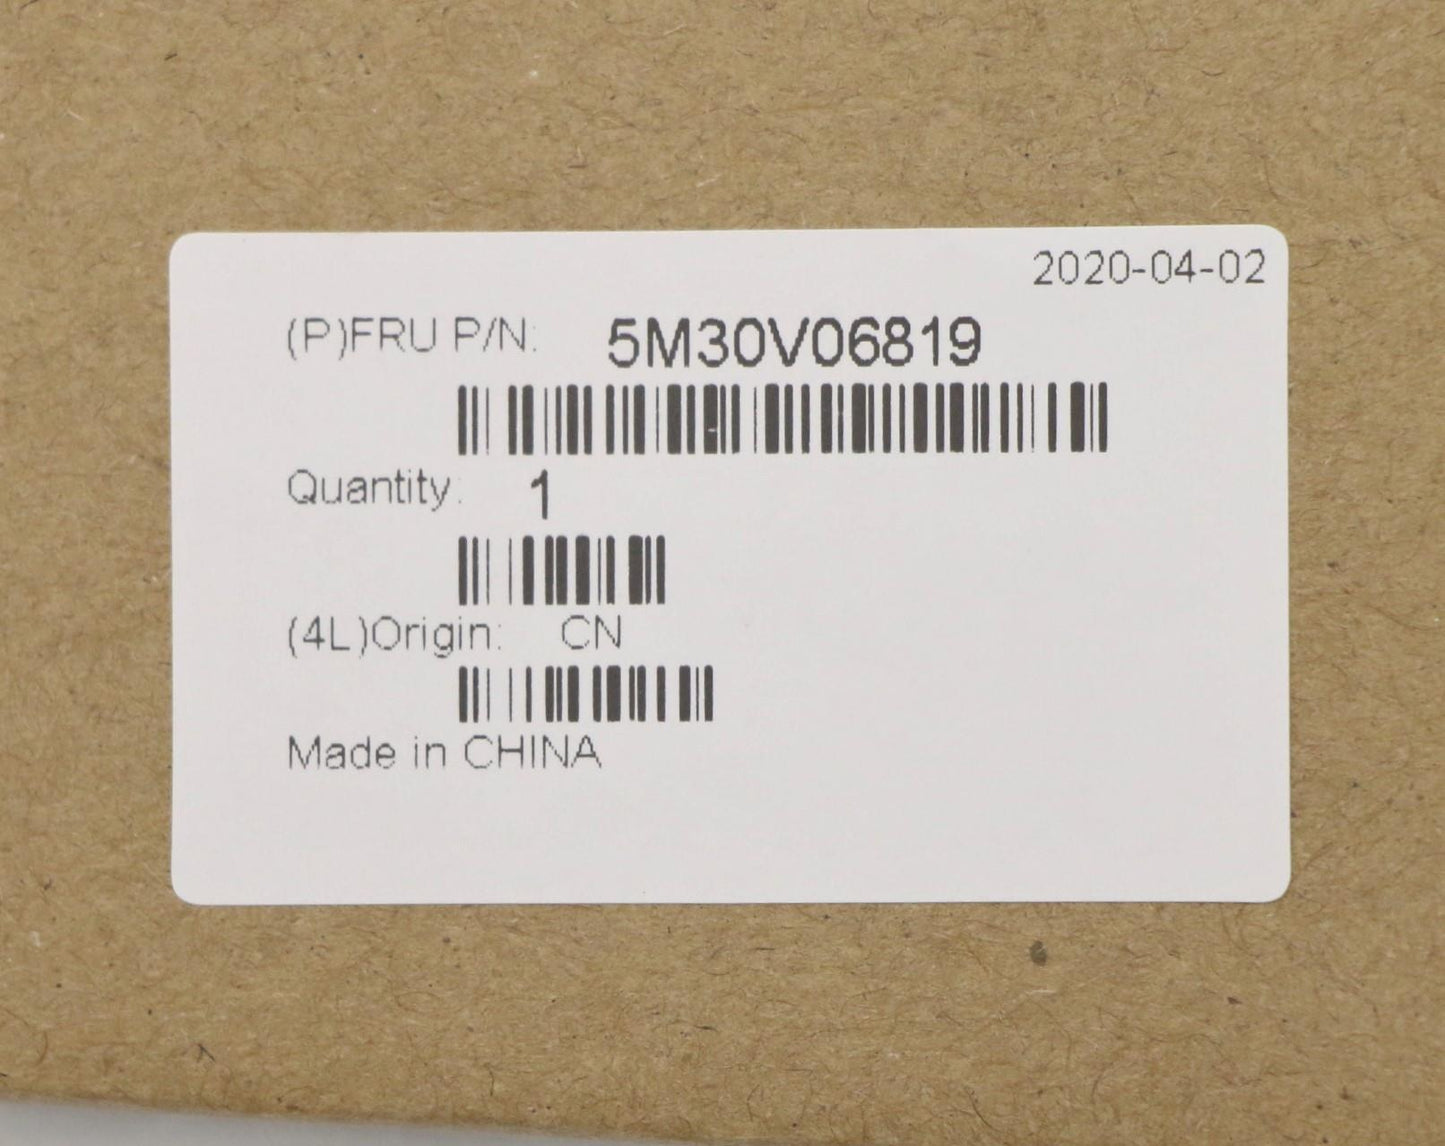 2020-04-02
(P)FRU P/N: 5M30V06819
Quantity: 1
(4L)Origin: CN
Made in CHINA